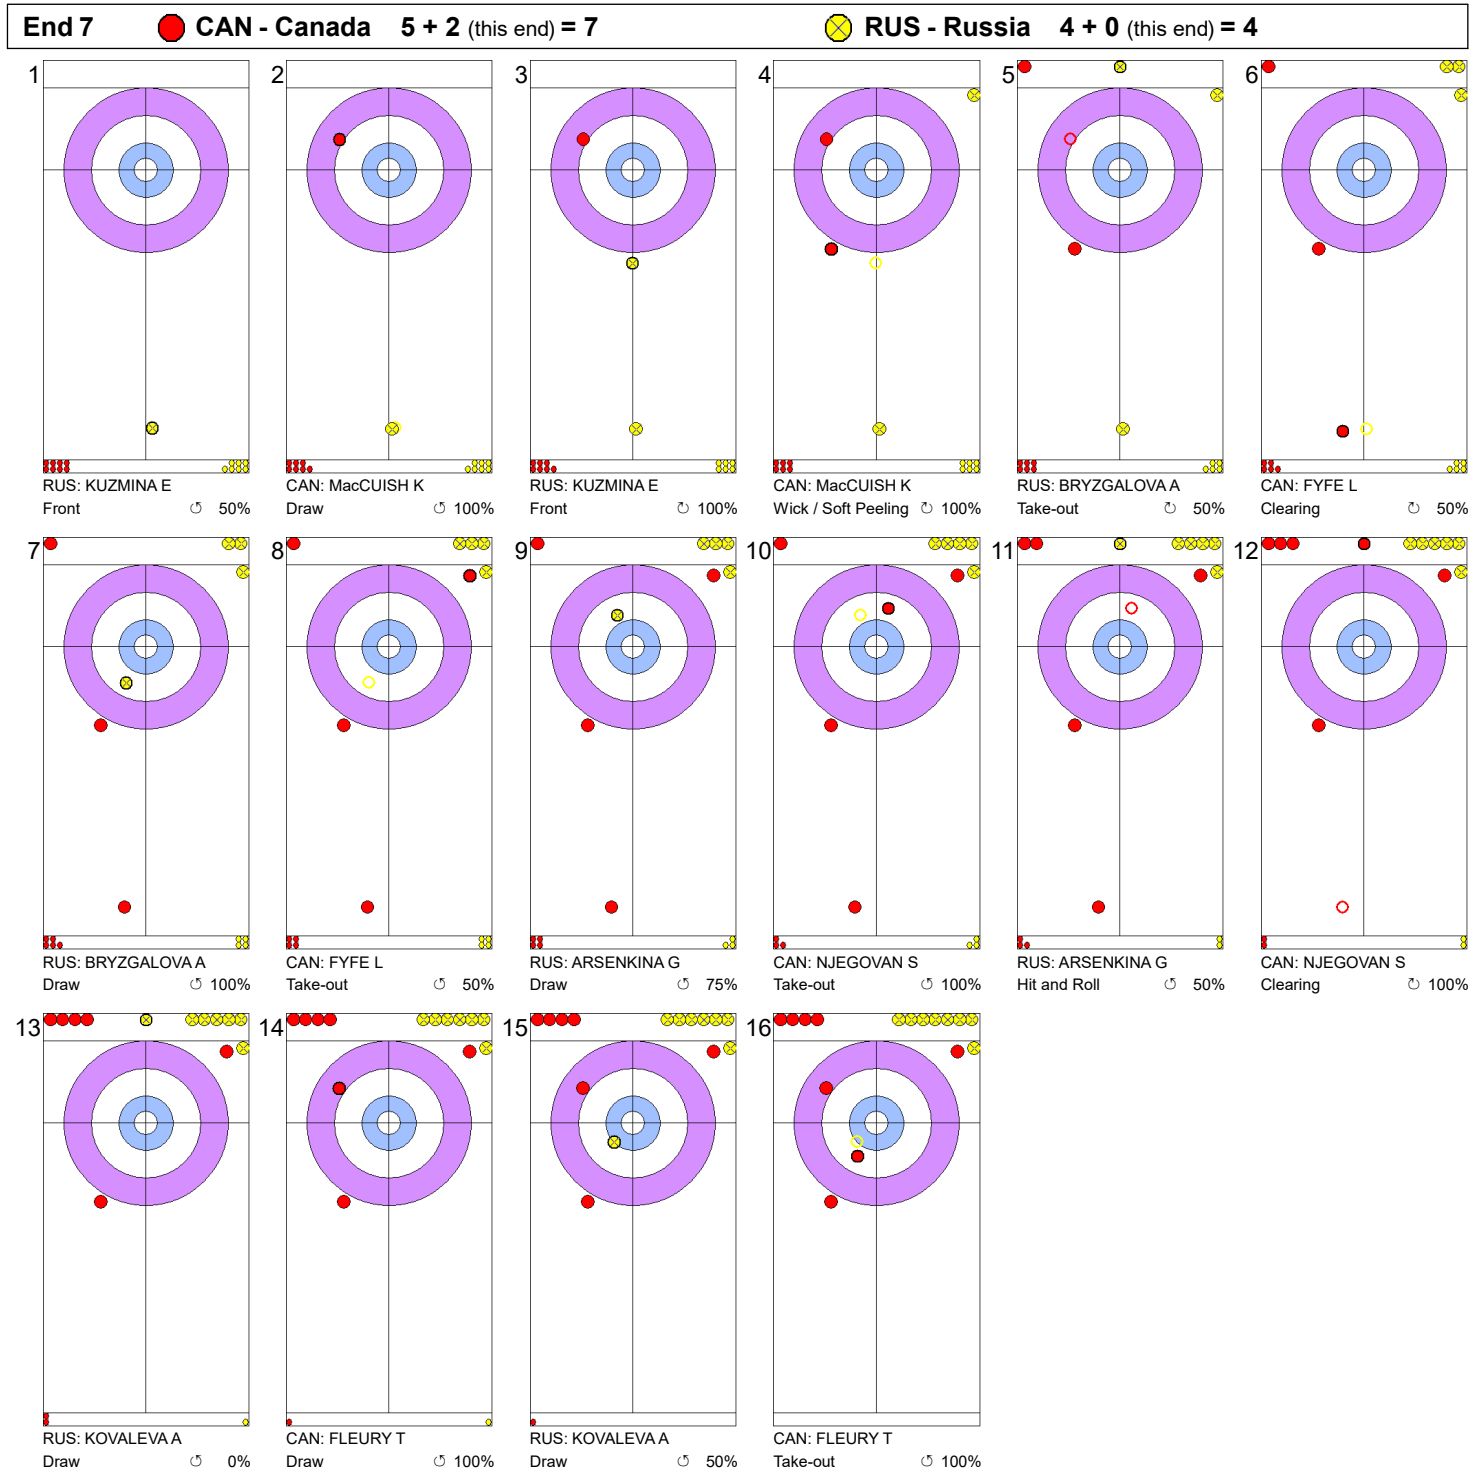 End 7 CAN - Canada 5 + 2 (this end) = 7 RUS - Russia 4 + 0 (this end) = 4
1 2 3 4 5 6
RUS: KUZMINA E CAN: MacCUISH K RUS: KUZMINA E CAN: MacCUISH K RUS: BRYZGALOVA A CAN: FYFE L
Front ↺ 50% Draw ↺ 100% Front ↻ 100% Wick / Soft Peeling ↻ 100% Take-out ↺ 50% Clearing ↻ 50%
7 8 9 10 11 12
RUS: BRYZGALOVA A CAN: FYFE L RUS: ARSENKINA G CAN: NJEGOVAN S RUS: ARSENKINA G CAN: NJEGOVAN S
Draw ↺ 100% Take-out ↺ 50% Draw ↺ 75% Take-out ↺ 100% Hit and Roll ↺ 50% Clearing ↻ 100%
13 14 15 16
RUS: KOVALEVA A CAN: FLEURY T RUS: KOVALEVA A CAN: FLEURY T
Draw ↺ 0% Draw ↺ 100% Draw ↺ 50% Take-out ↺ 100%